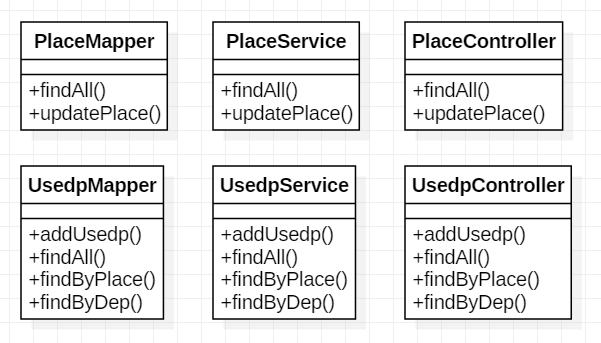 PlaceMapper
+findAll()
+updatePlace()
PlaceService
+findAll()
+updatePlace()
PlaceController
+findAll()
+updatePlace()
UsedpMapper
+addUsedp()
+findAll()
+findByPlace()
+findByDep()
UsedpService
+addUsedp()
+findAll()
+findByPlace()
+findByDep()
UsedpController
+addUsedp()
+findAll()
+findByPlace()
+findByDep()